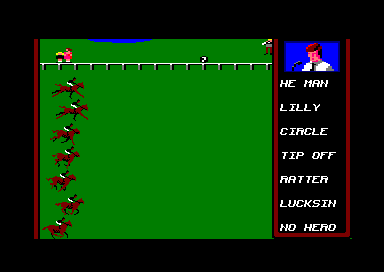 HE MAN
LILLY
CIRCLE
TIP OFF
RATTER
LUCKSIN
NO HERO